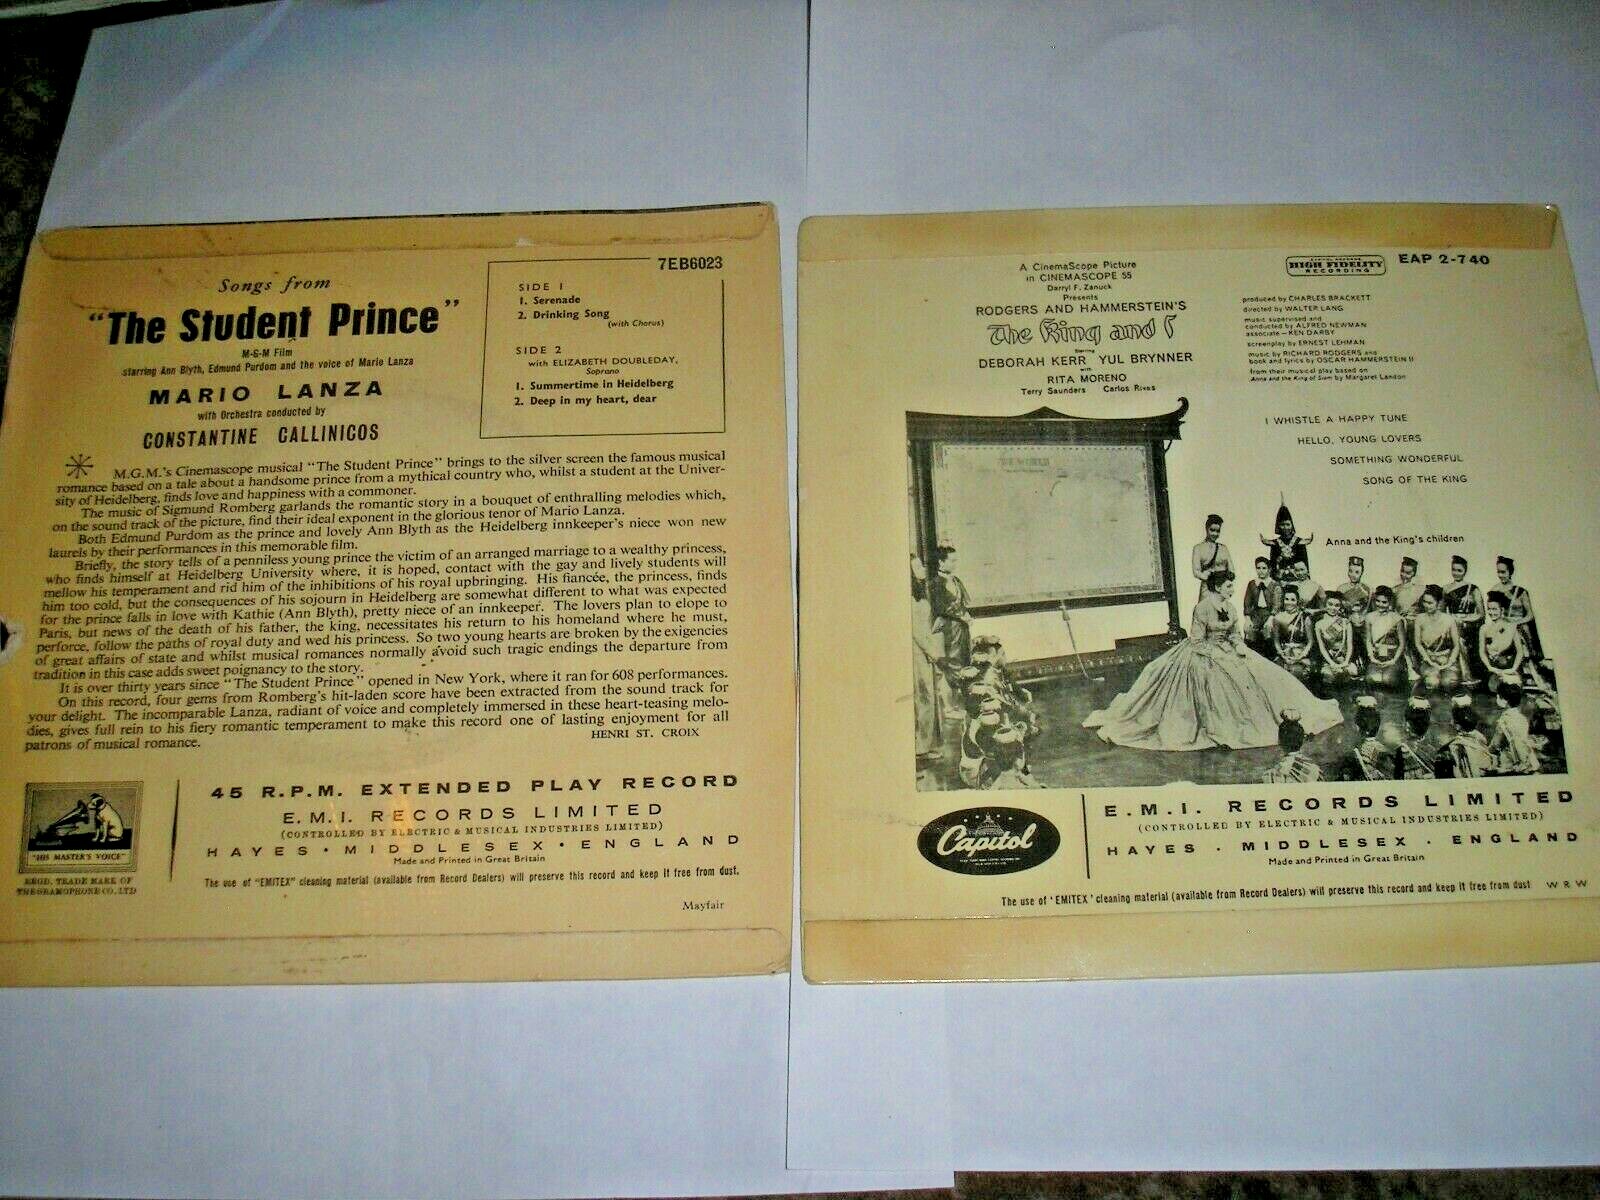 7EB6023
Songs from
"The Student Prince"
M-G-M Film
starring Ann Blyth, Edmund Purdom and the voice of Mario Lanza
MARIO LANZA
with Orchestra conducted by
CONSTANTINE CALLINICOS
SIDE 1
1. Serenade
2. Drinking Song
(with Chorus)
SIDE 2
with ELIZABETH DOUBLEDAY,
Soprano
1. Summertime in Heidelberg
2. Deep in my heart, dear
M.G.M.'s Cinemascope musical "The Student Prince" brings to the silver screen the famous musical
romance based on a tale about a handsome prince from a mythical country who, whilst a student at the Univer-
sity of Heidelberg, finds love and happiness with a commoner.
The music of Sigmund Romberg garlands the romantic story in a bouquet of enthralling melodies which,
on the sound track of the picture, find their ideal exponent in the glorious tenor of Mario Lanza.
Both Edmund Purdom as the prince and lovely Ann Blyth as the Heidelberg innkeeper's niece won new
laurels by their performances in this memorable film.
Briefly, the story tells of a penniless young prince the victim of an arranged marriage to a wealthy princess,
who finds himself at Heidelberg University where, it is hoped, contact with the gay and lively students will
mellow his temperament and rid him of the inhibitions of his royal upbringing. His fiancée, the princess, finds
him too cold, but the consequences of his sojourn in Heidelberg are somewhat different to what was expected
for the prince falls in love with Kathie (Ann Blyth), pretty niece of an innkeeper. The lovers plan to elope to
Paris, but news of the death of his father, the king, necessitates his return to his homeland where he must,
perforce, follow the paths of royal duty and wed his princess. So two young hearts are broken by the exigencies
of great affairs of state and whilst musical romances normally avoid such tragic endings the departure from
tradition in this case adds sweet poignancy to the story.
It is over thirty years since "The Student Prince" opened in New York, where it ran for 608 performances.
On this record, four gems from Romberg's hit-laden score have been extracted from the sound track for
your delight. The incomparable Lanza, radiant of voice and completely immersed in these heart-teasing melo-
dies, gives full rein to his fiery romantic temperament to make this record one of lasting enjoyment for all
patrons of musical romance.
HENRI ST. CROIX
"HIS MASTER'S VOICE"
REGD. TRADE MARK OF
THE GRAMOPHONE CO. LTD
45 R.P.M. EXTENDED PLAY RECORD
E.M.I. RECORDS LIMITED
(CONTROLLED BY ELECTRIC & MUSICAL INDUSTRIES LIMITED)
HAYES · MIDDLESEX · ENGLAND
Made and Printed in Great Britain
The use of "EMITEX" cleaning material (available from Record Dealers) will preserve this record and keep it free from dust.
Mayfair
A CinemaScope Picture
in CINEMASCOPE 55
Darryl F. Zanuck
Presents
RODGERS AND HAMMERSTEIN'S
The King and I
Starring
DEBORAH KERR YUL BRYNNER
with
RITA MORENO
Terry Saunders Carlos Rivas
HIGH FIDELITY
RECORDING
EAP 2-740
produced by CHARLES BRACKETT
directed by WALTER LANG
music supervised and
conducted by ALFRED NEWMAN
associate - KEN DARBY
screenplay by ERNEST LEHMAN
music by RICHARD RODGERS and
book and lyrics by OSCAR HAMMERSTEIN II
from their musical play based on
Anna and the King of Siam by Margaret Landon
I WHISTLE A HAPPY TUNE
HELLO, YOUNG LOVERS
SOMETHING WONDERFUL
SONG OF THE KING
THE WORLD
Anna and the King's children
Capitol
E.M.I. RECORDS LIMITED
(CONTROLLED BY ELECTRIC & MUSICAL INDUSTRIES LIMITED)
HAYES · MIDDLESEX · ENGLAND
Made and Printed in Great Britain
The use of 'EMITEX' cleaning material (available from Record Dealers) will preserve this record and keep it free from dust
W R W